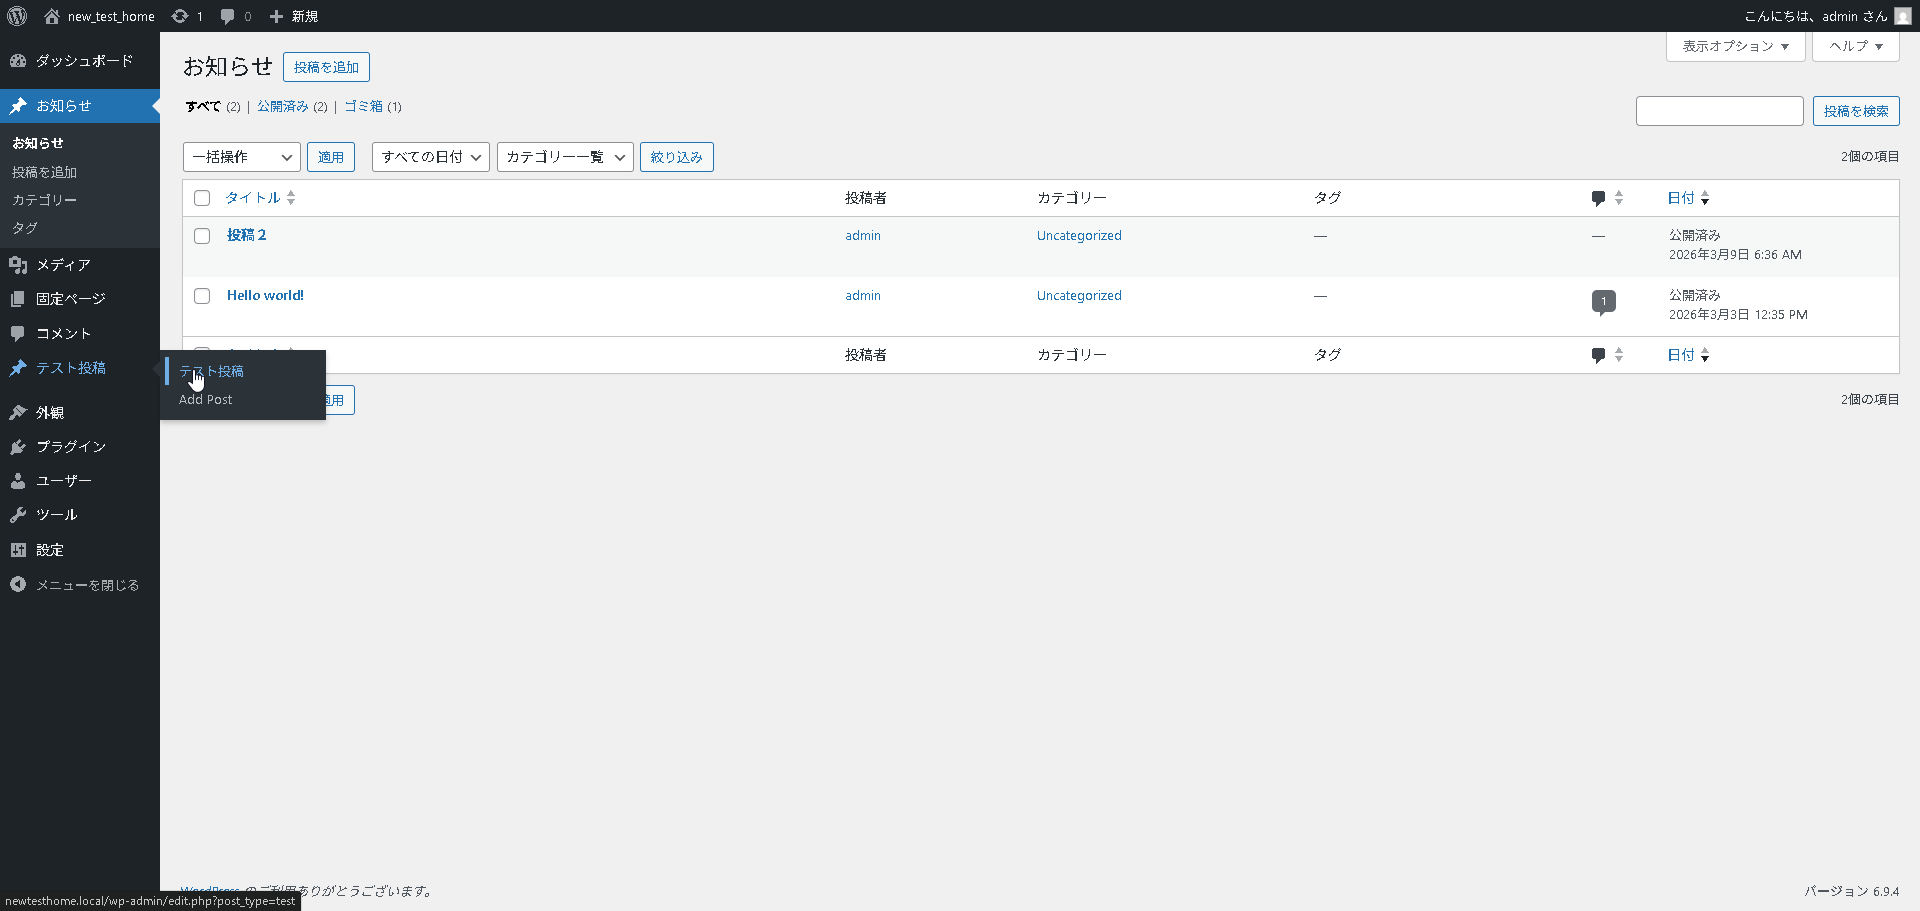 new_test_home 1 0 新規 こんにちは、admin さん
表示オプション ヘルプ
ダッシュボード
お知らせ
お知らせ
投稿を追加
カテゴリー
タグ
メディア
固定ページ
コメント
テスト投稿
テスト投稿
Add Post
外観
プラグイン
ユーザー
ツール
設定
メニューを閉じる
お知らせ 投稿を追加
すべて (2) | 公開済み (2) | ゴミ箱 (1)
投稿を検索
一括操作 適用 すべての日付 カテゴリー一覧 絞り込み 2個の項目
タイトル 投稿者 カテゴリー タグ 日付
投稿 2 admin Uncategorized — — 公開済み
2026年3月9日 6:36 AM
Hello world! admin Uncategorized — 1 公開済み
2026年3月3日 12:35 PM
投稿者 カテゴリー タグ 日付
適用 2個の項目
WordPress のご利用ありがとうございます。 バージョン 6.9.4
newtesthome.local/wp-admin/edit.php?post_type=test